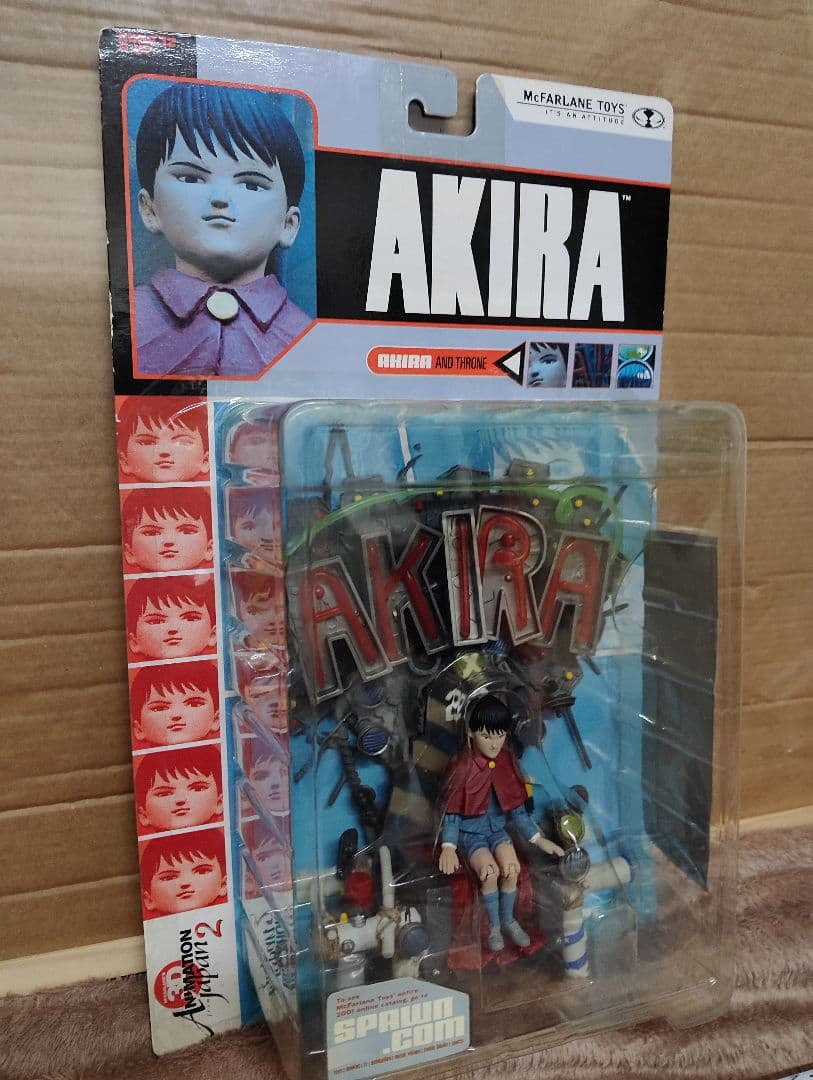 McFARLANE TOYS
IT'S AN ATTITUDE
AKIRA™
AKIRA AND THRONE
AKIRA
3D
ANIMATION
Japan 2
To see
McFarlane Toys' entire
2001 online catalog, go to
SPAWN
.COM